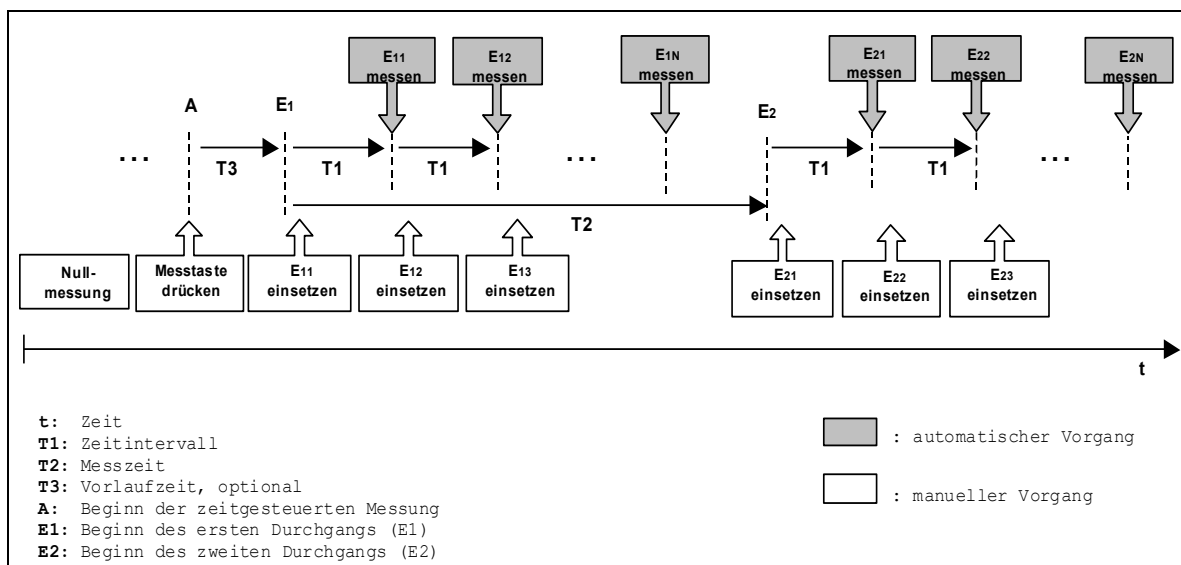 E11 messen
E12 messen
E1N messen
E21 messen
E22 messen
E2N messen
A
E1
E2
... T3 T1 T1 ... T1 T1 ...
T2
Null-
messung
Messtaste
drücken
E11
einsetzen
E12
einsetzen
E13
einsetzen
E21
einsetzen
E22
einsetzen
E23
einsetzen
t
t: Zeit
T1: Zeitintervall
T2: Messzeit
T3: Vorlaufzeit, optional
A: Beginn der zeitgesteuerten Messung
E1: Beginn des ersten Durchgangs (E1)
E2: Beginn des zweiten Durchgangs (E2)
: automatischer Vorgang
: manueller Vorgang